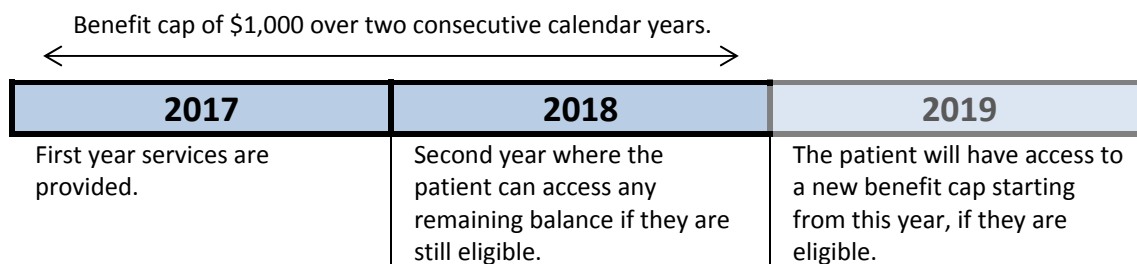 Benefit cap of $1,000 over two consecutive calendar years.
2017
2018
2019
First year services are
provided.
Second year where the
patient can access any
remaining balance if they are
still eligible.
The patient will have access to
a new benefit cap starting
from this year, if they are
eligible.